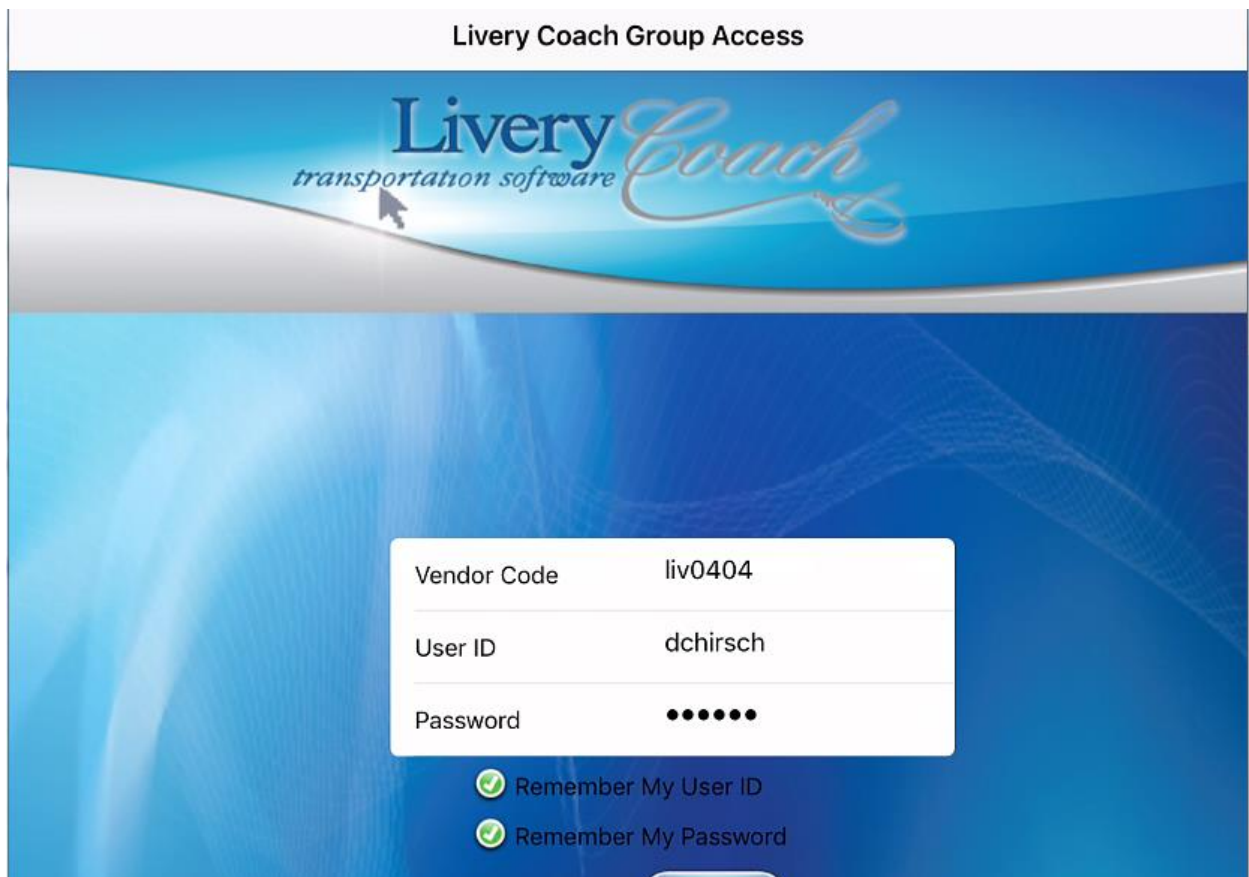 Livery Coach Group Access
Livery Coach
transportation software
Vendor Code liv0404
User ID dchirsch
Password ●●●●●●
Remember My User ID
Remember My Password